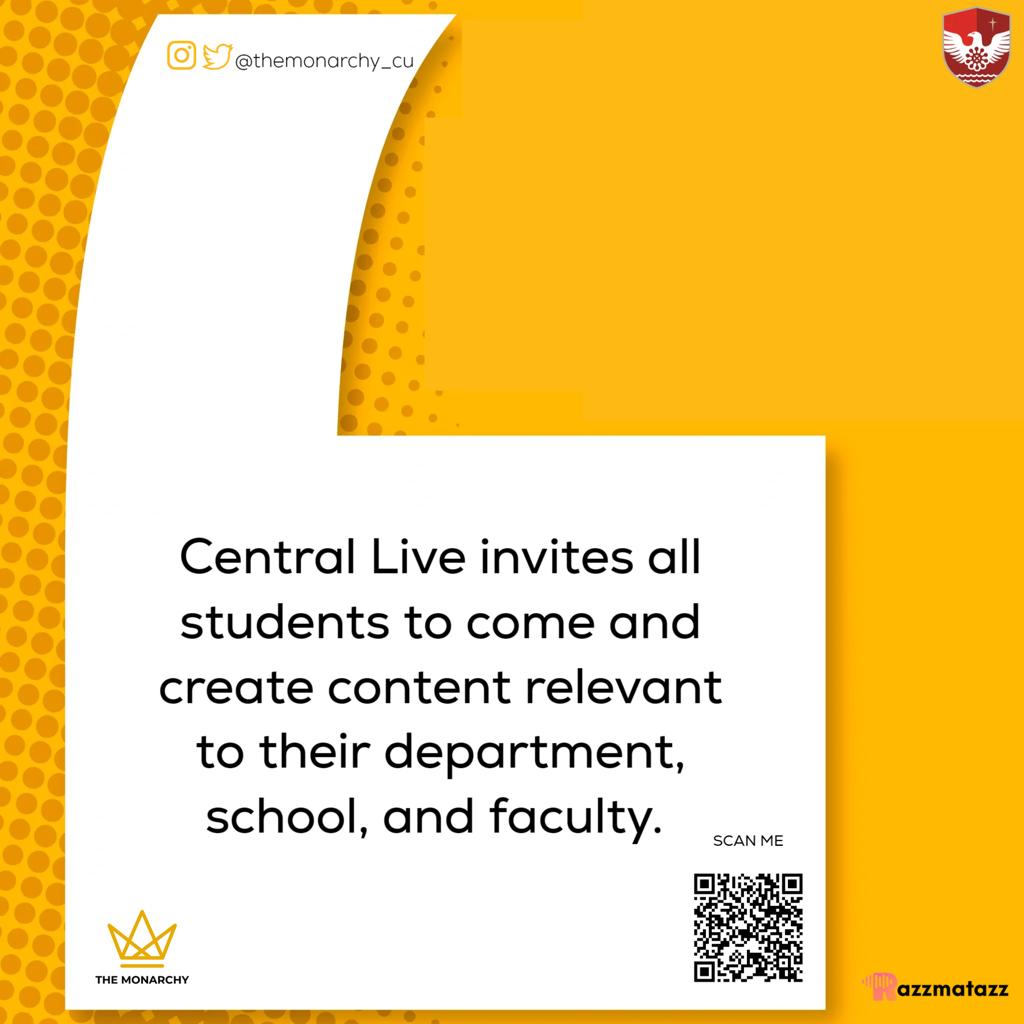 @themonarchy_cu
Central Live invites all
students to come and
create content relevant
to their department,
school, and faculty.
SCAN ME
THE MONARCHY
Razzmatazz